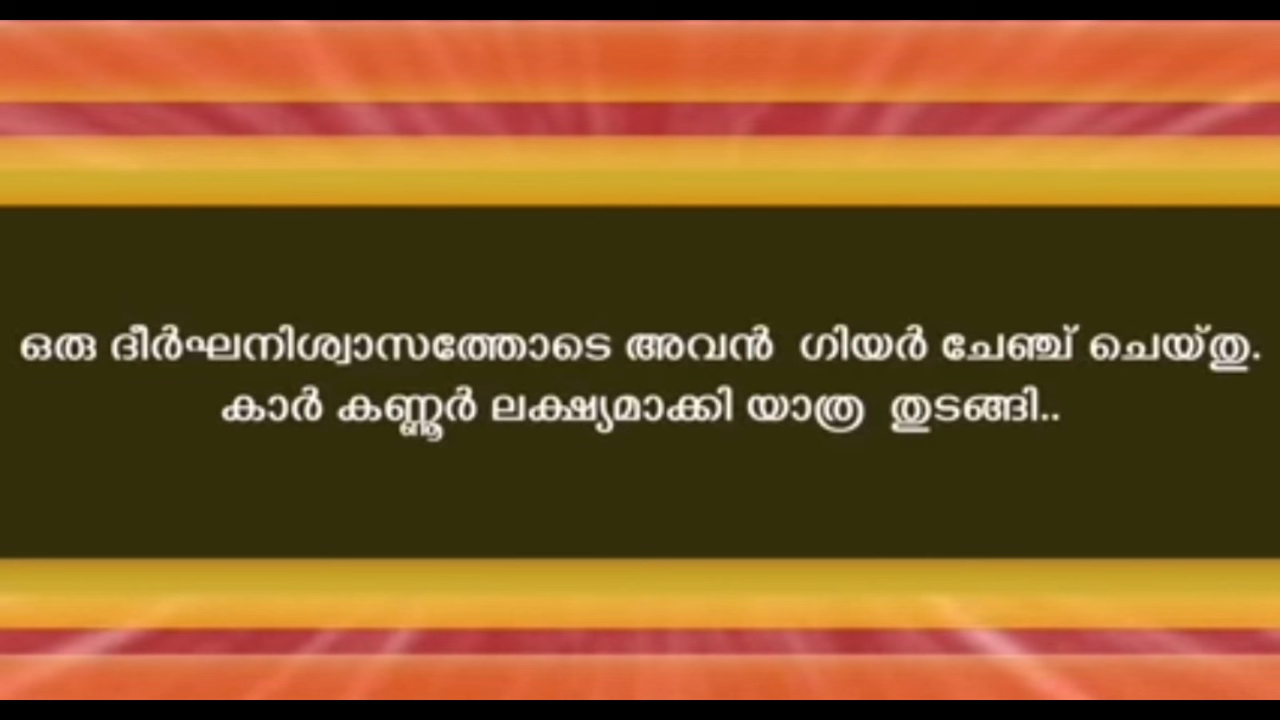 ഒരു ദീർഘനിശ്വാസത്തോടെ അവൻ ഗിയർ ചേഞ്ച് ചെയ്തു.
കാർ കണ്ണൂർ ലക്ഷ്യമാക്കി യാത്ര തുടങ്ങി..